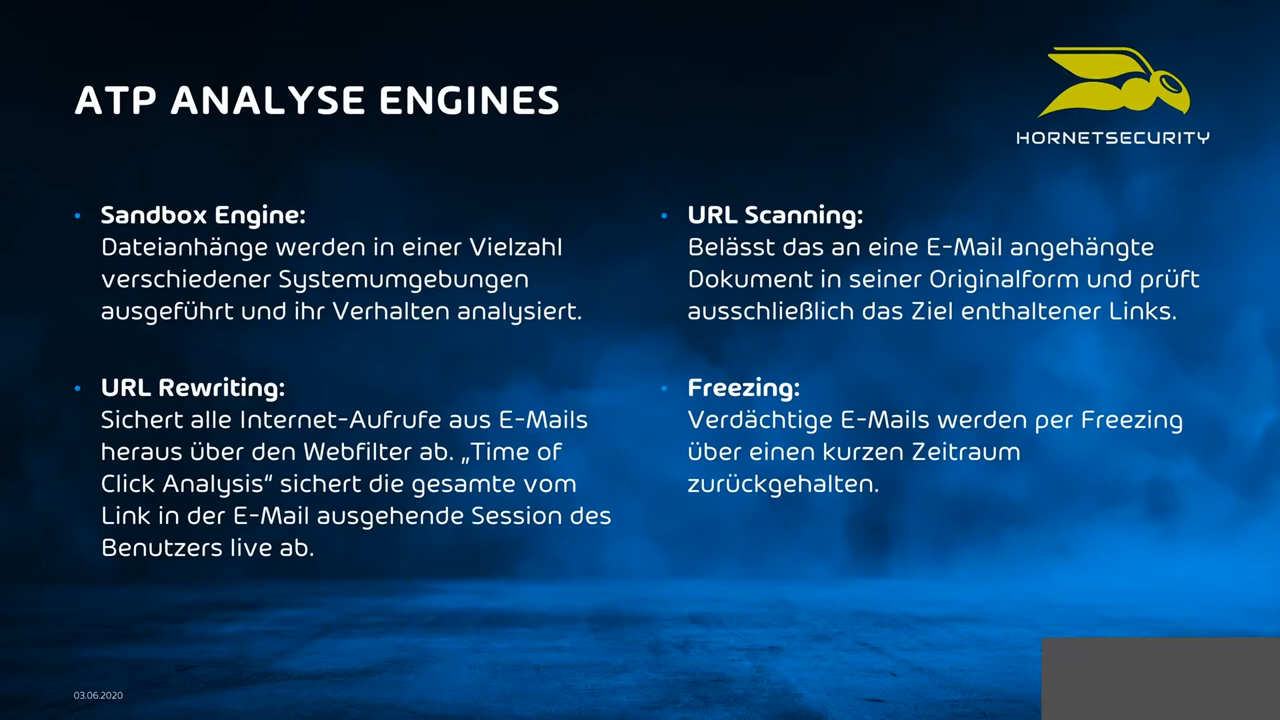 ATP ANALYSE ENGINES
HORNETSECURITY
• Sandbox Engine:
Dateianhänge werden in einer Vielzahl
verschiedener Systemumgebungen
ausgeführt und ihr Verhalten analysiert.
• URL Rewriting:
Sichert alle Internet-Aufrufe aus E-Mails
heraus über den Webfilter ab. „Time of
Click Analysis“ sichert die gesamte vom
Link in der E-Mail ausgehende Session des
Benutzers live ab.
• URL Scanning:
Belässt das an eine E-Mail angehängte
Dokument in seiner Originalform und prüft
ausschließlich das Ziel enthaltener Links.
• Freezing:
Verdächtige E-Mails werden per Freezing
über einen kurzen Zeitraum
zurückgehalten.
03.06.2020